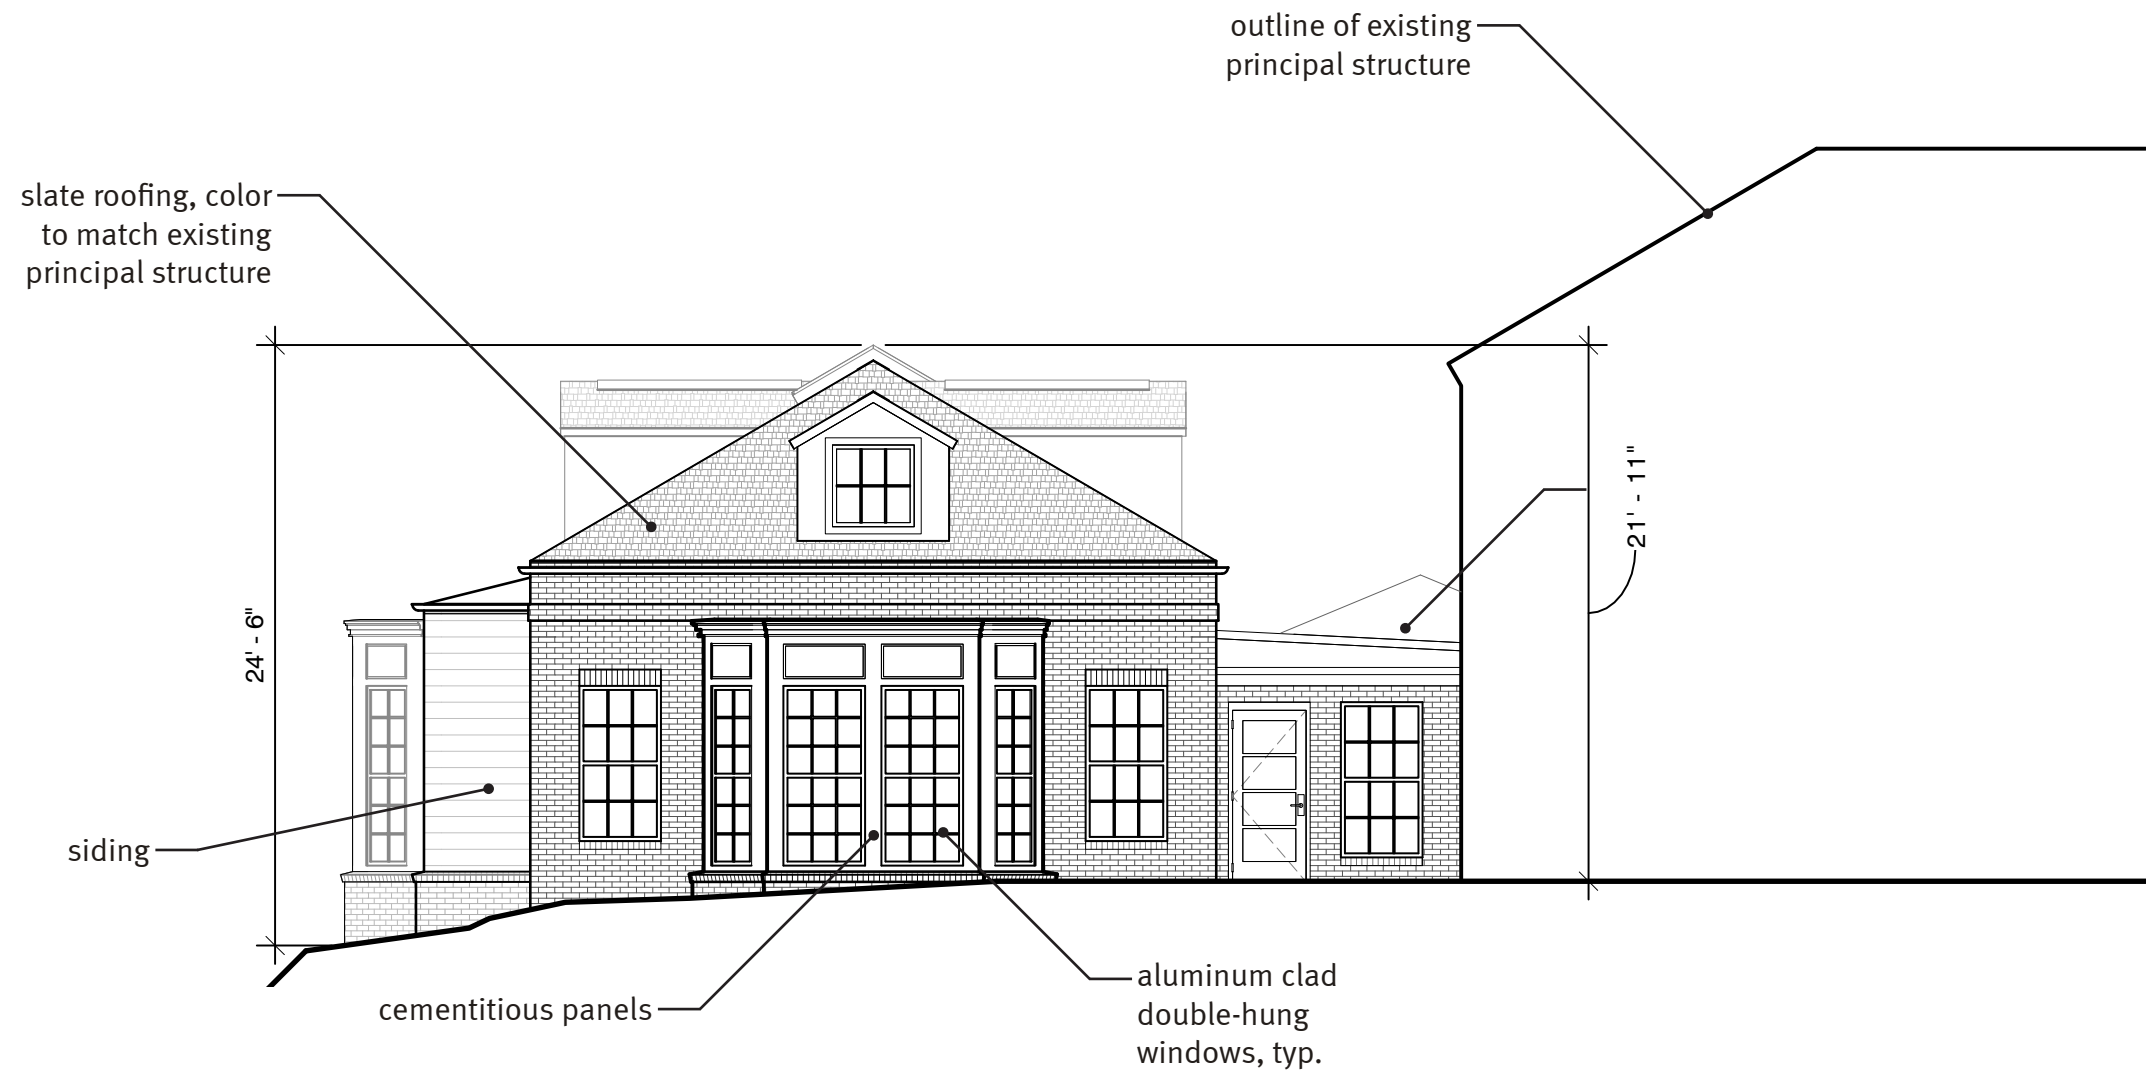 outline of existing
principal structure
slate roofing, color
to match existing
principal structure
21' - 11"
24' - 6"
siding
cementitious panels
aluminum clad
double-hung
windows, typ.